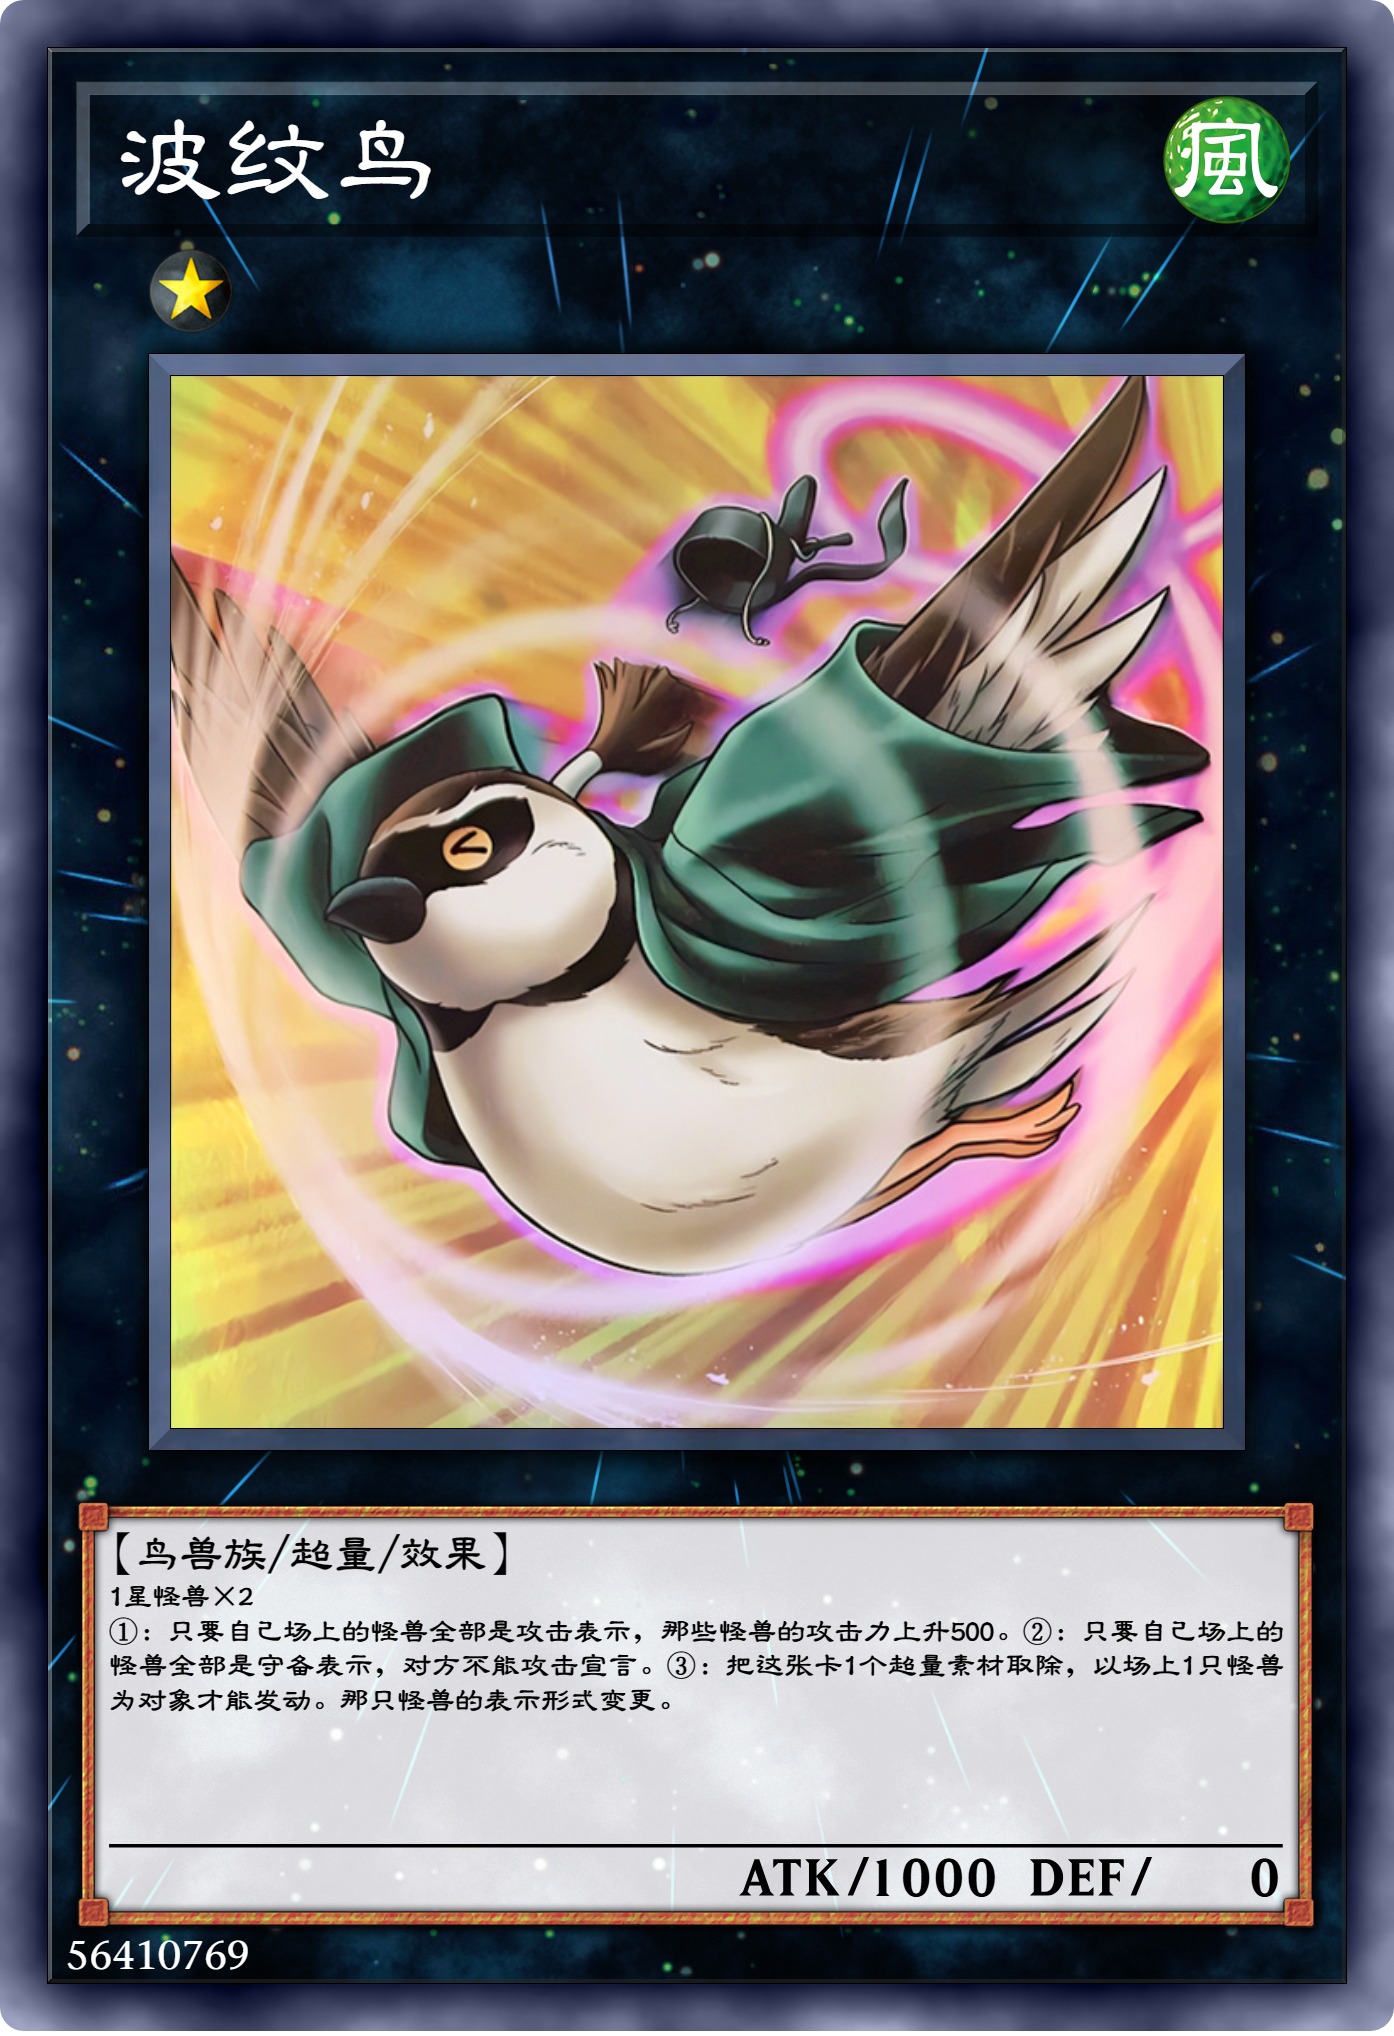 波纹鸟
風
【鸟兽族/超量/效果】
1星怪兽×2
①：只要自己场上的怪兽全部是攻击表示，那些怪兽的攻击力上升500。②：只要自己场上的
怪兽全部是守备表示，对方不能攻击宣言。③：把这张卡1个超量素材取除，以场上1只怪兽
为对象才能发动。那只怪兽的表示形式变更。
ATK/1000 DEF/ 0
56410769